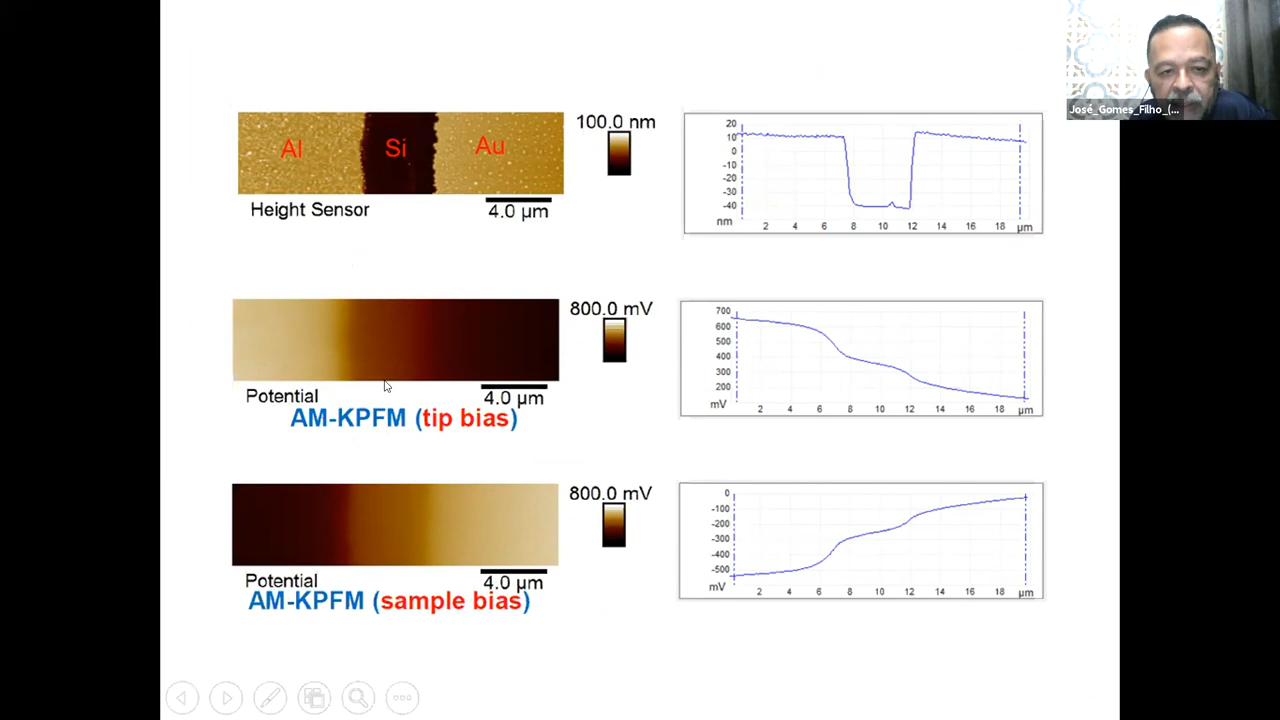 José_Gomes_Filho_(...
Al Si Au
100.0 nm
Height Sensor
4.0 µm
20
10
0
-10
-20
-30
-40
nm 2 4 6 8 10 12 14 16 18 µm
800.0 mV
Potential
4.0 µm
AM-KPFM (tip bias)
700
600
500
400
300
200
mV 2 4 6 8 10 12 14 16 18 µm
800.0 mV
Potential
4.0 µm
AM-KPFM (sample bias)
0
-100
-200
-300
-400
-500
mV 2 4 6 8 10 12 14 16 18 µm